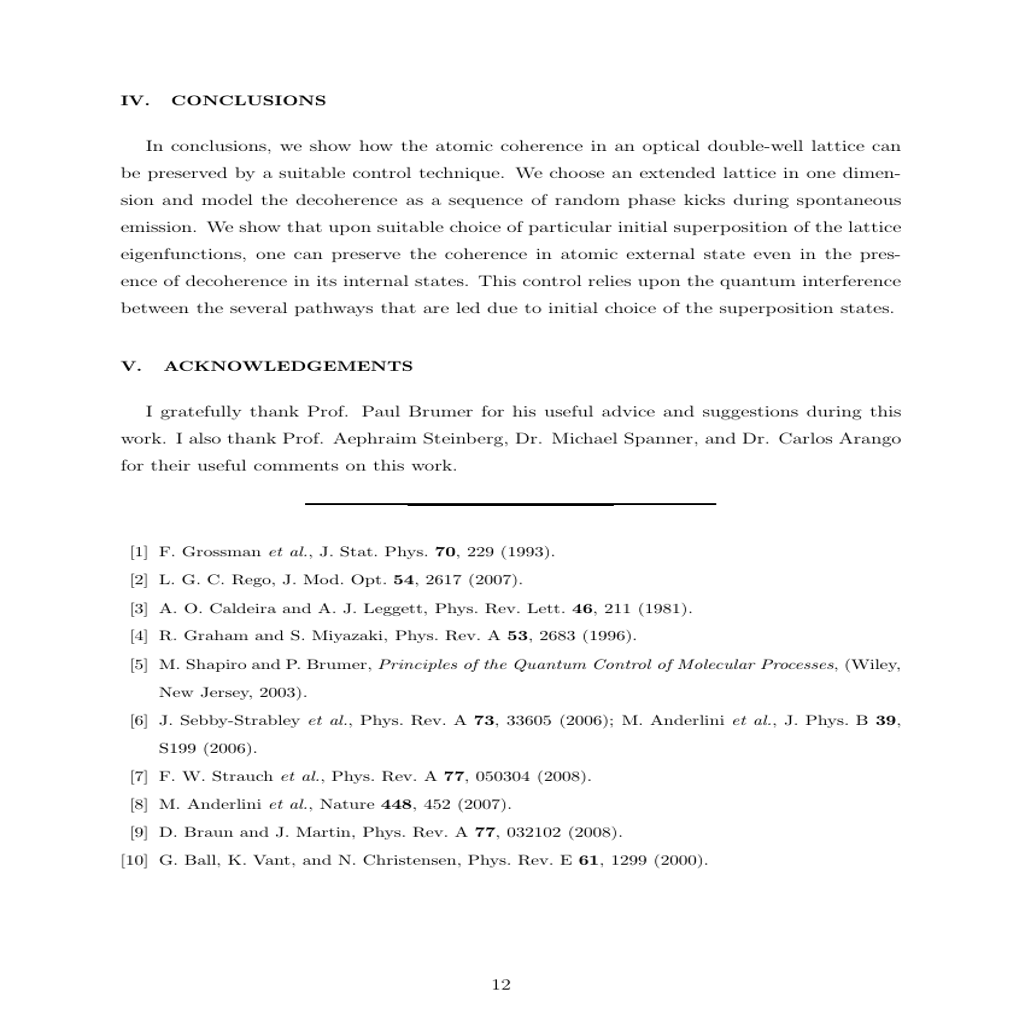 IV. CONCLUSIONS
In conclusions, we show how the atomic coherence in an optical double-well lattice can
be preserved by a suitable control technique. We choose an extended lattice in one dimen-
sion and model the decoherence as a sequence of random phase kicks during spontaneous
emission. We show that upon suitable choice of particular initial superposition of the lattice
eigenfunctions, one can preserve the coherence in atomic external state even in the pres-
ence of decoherence in its internal states. This control relies upon the quantum interference
between the several pathways that are led due to initial choice of the superposition states.
V. ACKNOWLEDGEMENTS
I gratefully thank Prof. Paul Brumer for his useful advice and suggestions during this
work. I also thank Prof. Aephraim Steinberg, Dr. Michael Spanner, and Dr. Carlos Arango
for their useful comments on this work.
[1] F. Grossman et al., J. Stat. Phys. 70, 229 (1993).
[2] L. G. C. Rego, J. Mod. Opt. 54, 2617 (2007).
[3] A. O. Caldeira and A. J. Leggett, Phys. Rev. Lett. 46, 211 (1981).
[4] R. Graham and S. Miyazaki, Phys. Rev. A 53, 2683 (1996).
[5] M. Shapiro and P. Brumer, Principles of the Quantum Control of Molecular Processes, (Wiley,
New Jersey, 2003).
[6] J. Sebby-Strabley et al., Phys. Rev. A 73, 33605 (2006); M. Anderlini et al., J. Phys. B 39,
S199 (2006).
[7] F. W. Strauch et al., Phys. Rev. A 77, 050304 (2008).
[8] M. Anderlini et al., Nature 448, 452 (2007).
[9] D. Braun and J. Martin, Phys. Rev. A 77, 032102 (2008).
[10] G. Ball, K. Vant, and N. Christensen, Phys. Rev. E 61, 1299 (2000).
12